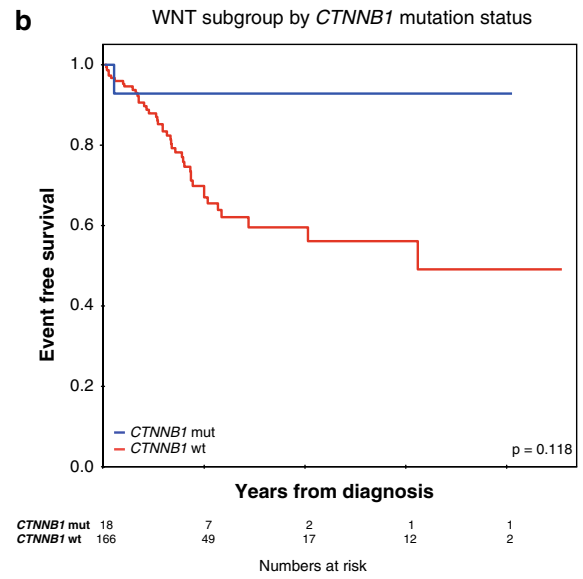 b
WNT subgroup by CTNNB1 mutation status
Event free survival
1.0
0.8
0.6
0.4
0.2
0.0
CTNNB1 mut
CTNNB1 wt
p = 0.118
Years from diagnosis
CTNNB1 mut 18 7 2 1 1
CTNNB1 wt 166 49 17 12 2
Numbers at risk